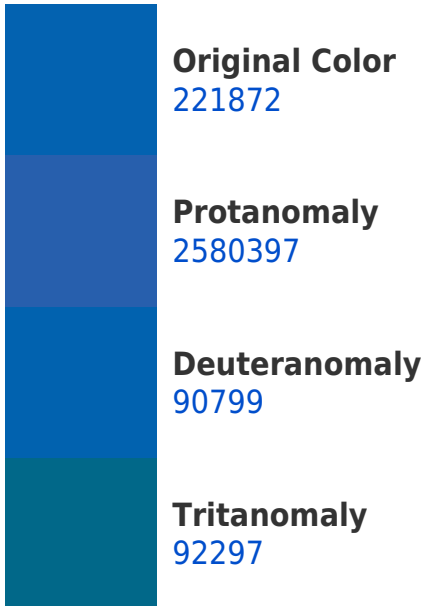 Original Color
221872
Protanomaly
2580397
Deuteranomaly
90799
Tritanomaly
92297